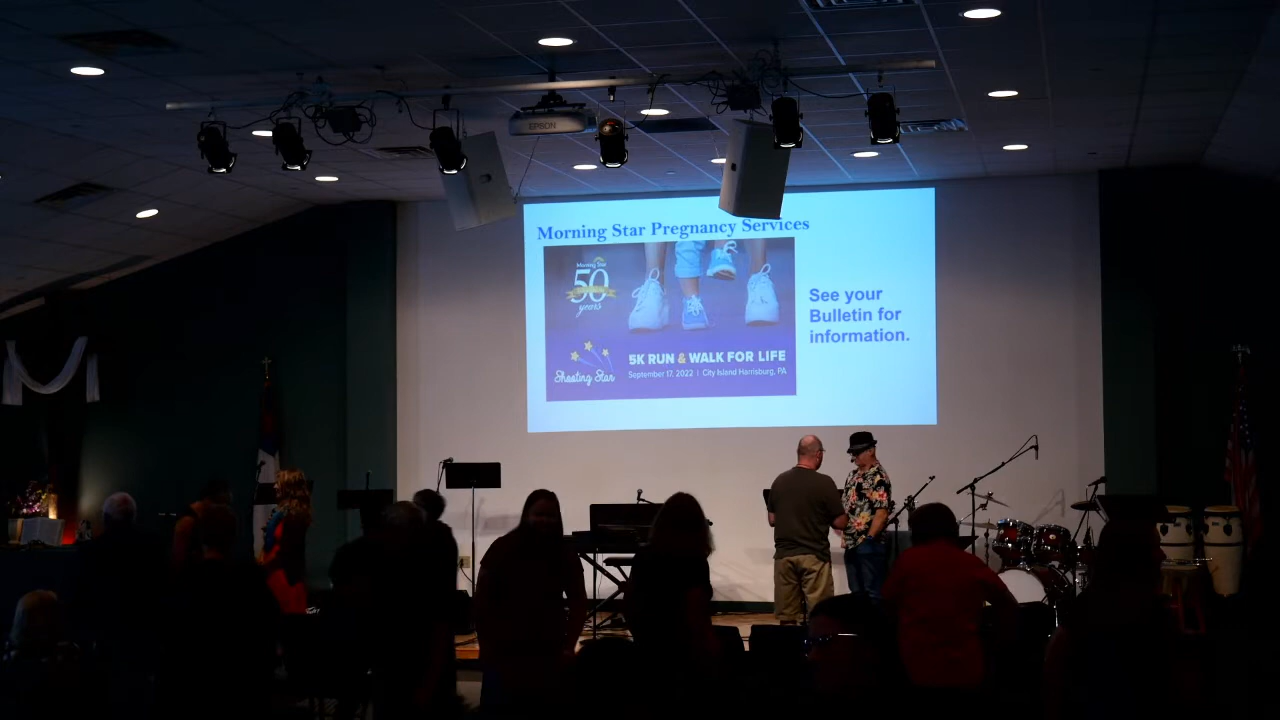 EPSON
Morning Star Pregnancy Services
Morning Star
50
years
See your
Bulletin for
information.
5K RUN & WALK FOR LIFE
Shooting Star
September 17, 2022 | City Island Harrisburg, PA